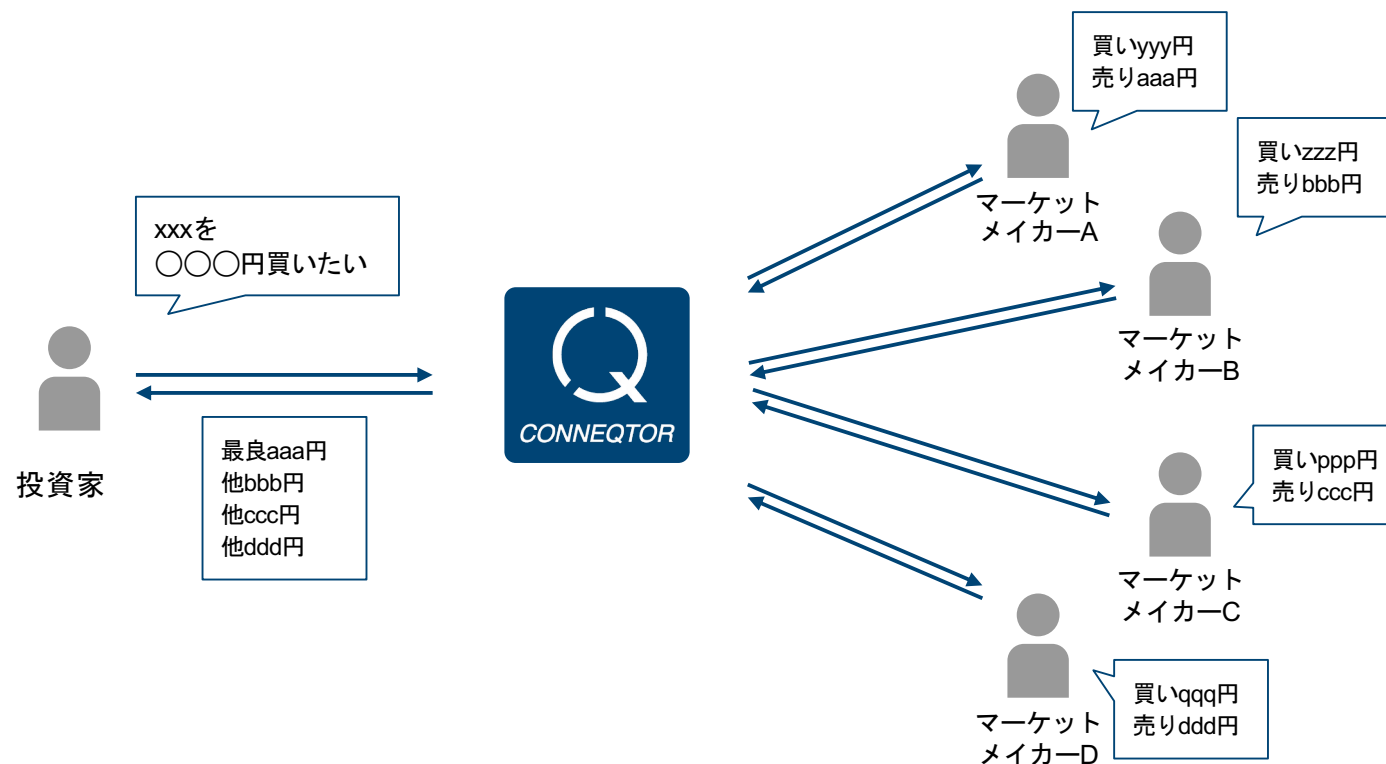 買いyyy円
売りaaa円
マーケット
メイカーA
買いzzz円
売りbbb円
マーケット
メイカーB
xxxを
○○○円買いたい
投資家
最良aaa円
他bbb円
他ccc円
他ddd円
CONNEQTOR
買いppp円
売りccc円
マーケット
メイカーC
買いqqq円
売りddd円
マーケット
メイカーD